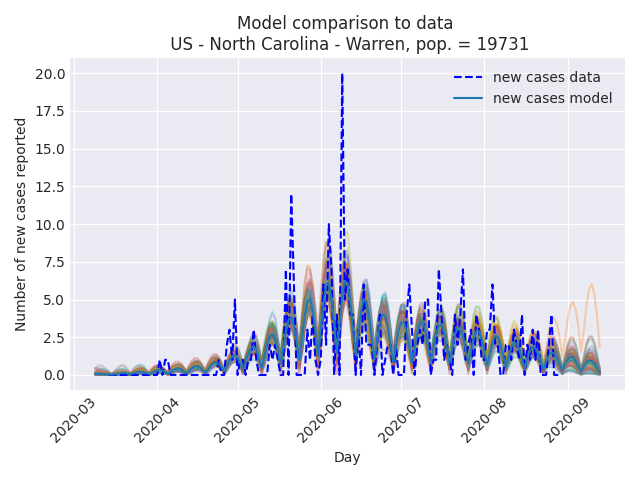 Model comparison to data
US - North Carolina - Warren, pop. = 19731
new cases data
new cases model
Number of new cases reported
20.0
17.5
15.0
12.5
10.0
7.5
5.0
2.5
0.0
2020-03
2020-04
2020-05
2020-06
2020-07
2020-08
2020-09
Day